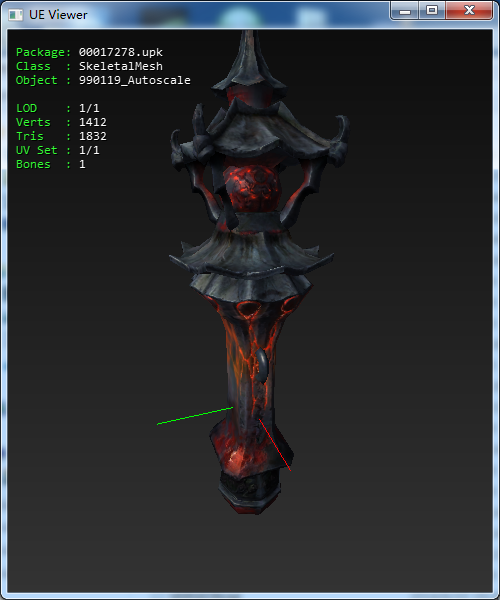 UE Viewer
Package: 00017278.upk
Class : SkeletalMesh
Object : 990119_Autoscale
LOD : 1/1
Verts : 1412
Tris : 1832
UV Set : 1/1
Bones : 1